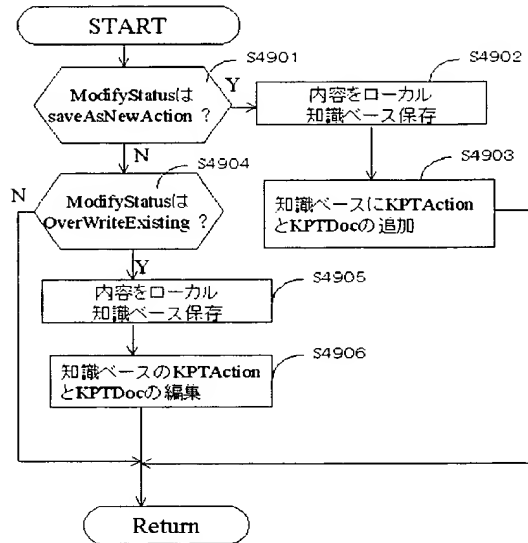 START
S4901
ModifyStatusは
saveAsNewAction ?
Y
N
S4902
内容をローカル
知識ベース保存
S4903
知識ベースにKPTAction
とKPTDocの追加
S4904
ModifyStatusは
OverWriteExisting ?
N
Y
S4905
内容をローカル
知識ベース保存
S4906
知識ベースのKPTAction
とKPTDocの編集
Return